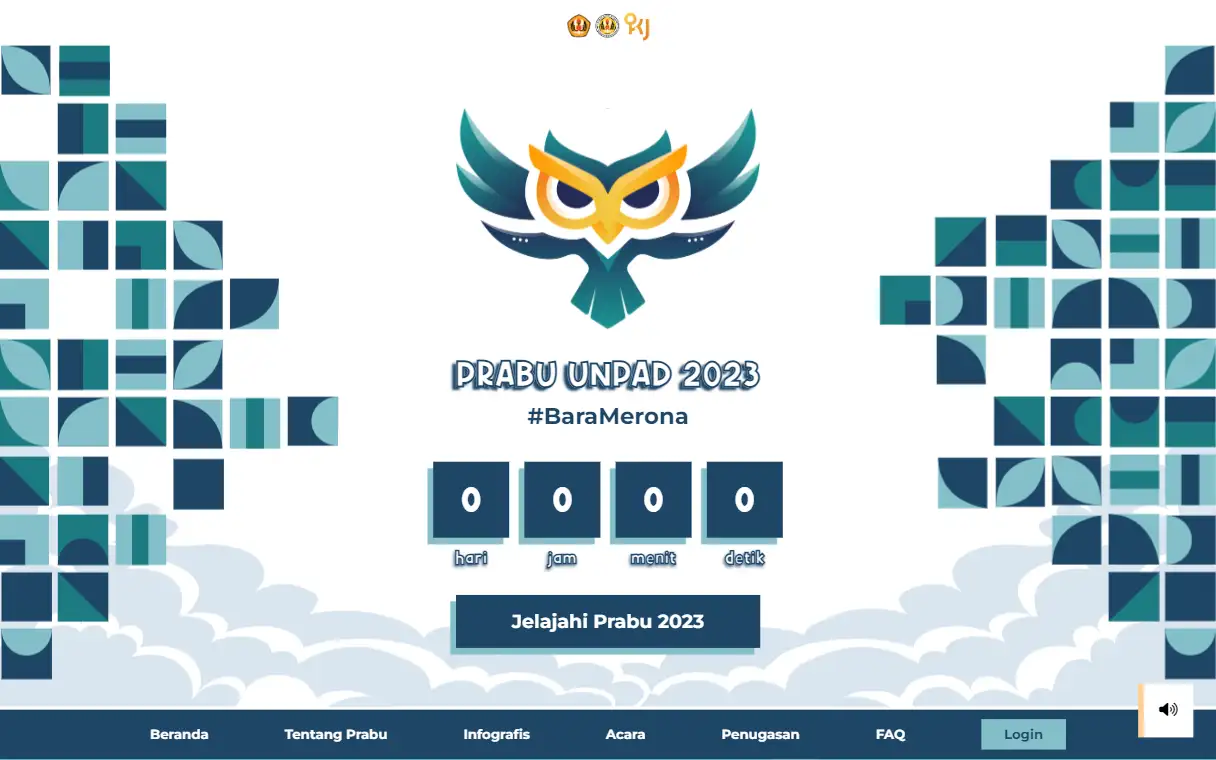 PRABU UNPAD 2023
#BaraMerona
0 0 0 0
hari jam menit detik
Jelajahi Prabu 2023
Beranda Tentang Prabu Infografis Acara Penugasan FAQ Login